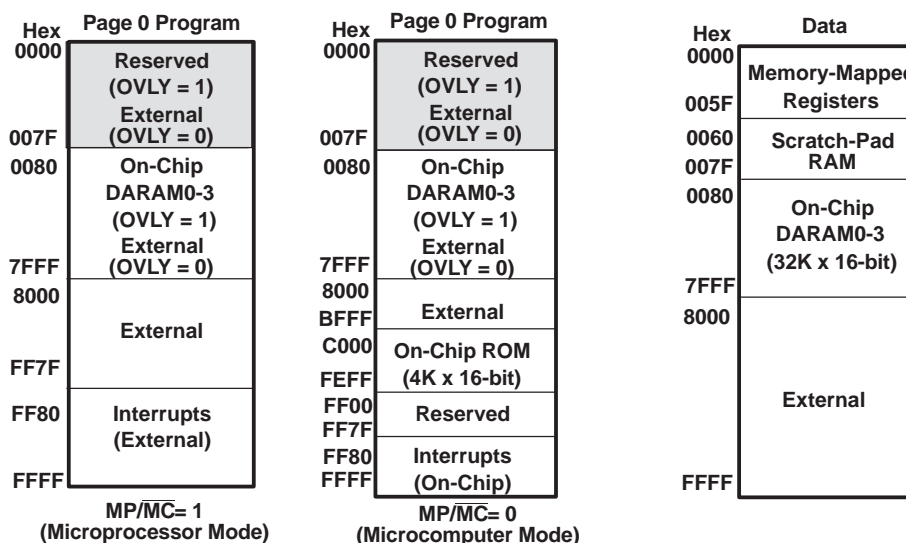 Hex
Page 0 Program
0000
Reserved
(OVLY = 1)
External
(OVLY = 0)
007F
0080
On-Chip
DARAM0-3
(OVLY = 1)
External
(OVLY = 0)
7FFF
8000
External
FF7F
FF80
Interrupts
(External)
FFFF
MP/MC= 1
(Microprocessor Mode)
Hex
Page 0 Program
0000
Reserved
(OVLY = 1)
External
(OVLY = 0)
007F
0080
On-Chip
DARAM0-3
(OVLY = 1)
External
(OVLY = 0)
7FFF
8000
External
BFFF
C000
On-Chip ROM
(4K x 16-bit)
FEFF
FF00
Reserved
FF7F
FF80
Interrupts
(On-Chip)
FFFF
MP/MC= 0
(Microcomputer Mode)
Hex
Data
0000
Memory-Mapped
Registers
005F
0060
Scratch-Pad
RAM
007F
0080
On-Chip
DARAM0-3
(32K x 16-bit)
7FFF
8000
External
FFFF